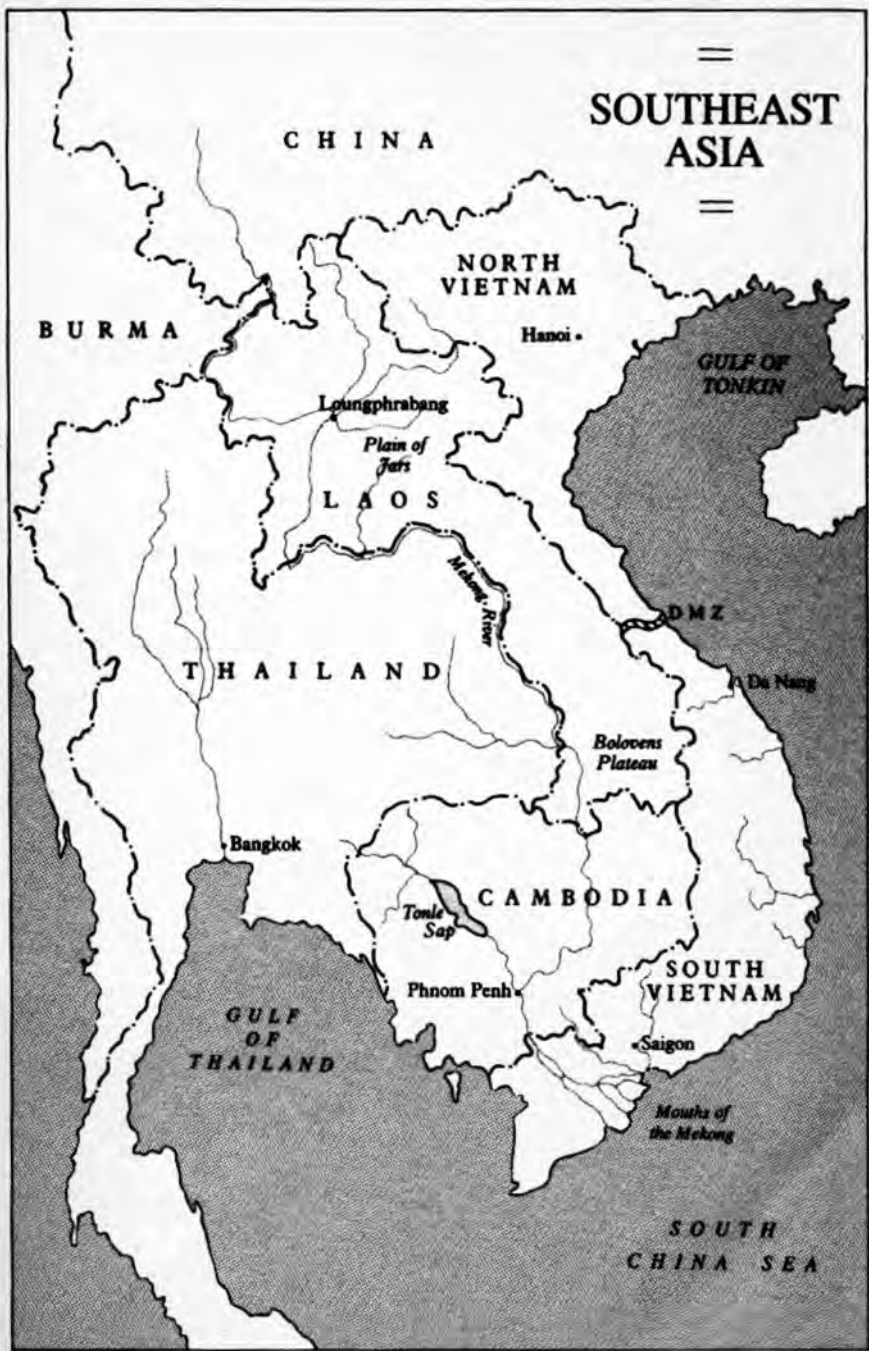 SOUTHEAST
ASIA
CHINA
NORTH
VIETNAM
BURMA
Hanoi
GULF OF
TONKIN
Loungphrabang
Plain of
Jars
LAOS
Mekong River
DMZ
THAILAND
Da Nang
Bolovens
Plateau
Bangkok
CAMBODIA
Tonle
Sap
SOUTH
VIETNAM
Phnom Penh
GULF
OF
THAILAND
Saigon
Mouths of
the Mekong
SOUTH
CHINA SEA